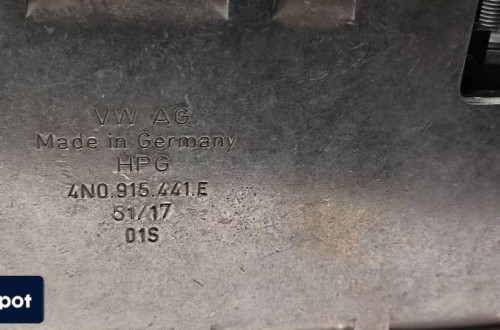 VW AG
Made in Germany
HPG
4N0.915.441.E
51/17
01S
pot